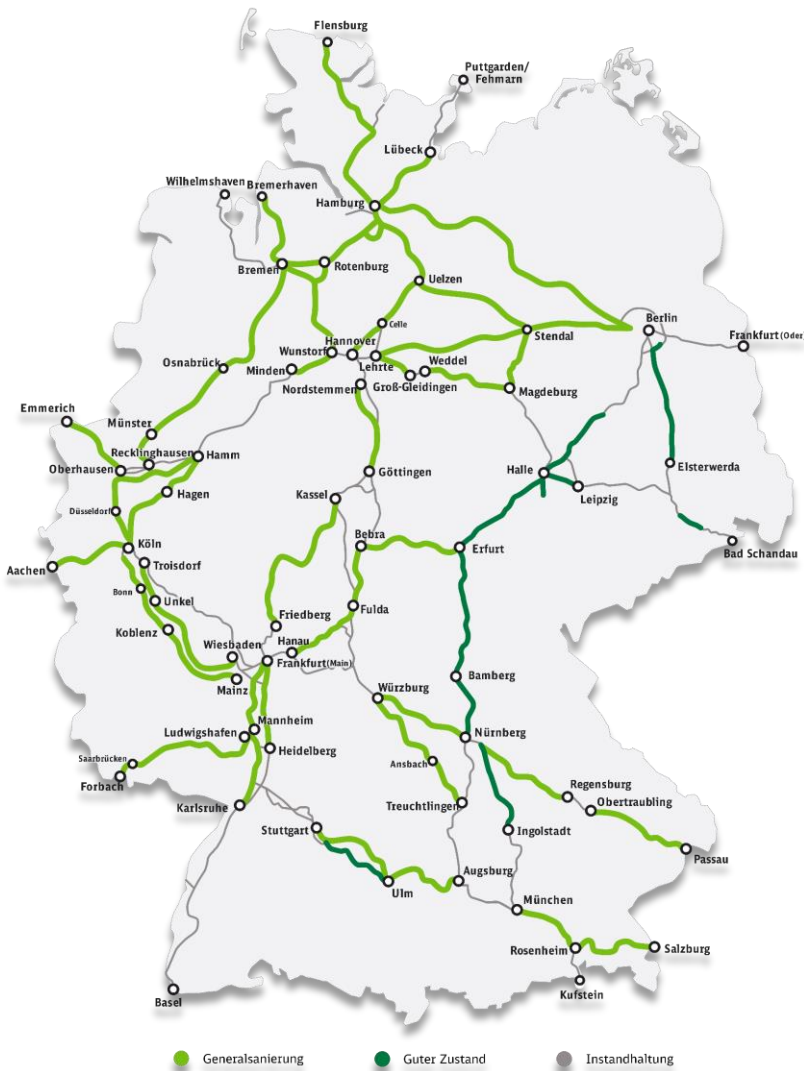 Flensburg
Puttgarden/
Fehmarn
Lübeck
Wilhelmshaven
Bremerhaven
Hamburg
Bremen
Rotenburg
Uelzen
Celle
Berlin
Stendal
Frankfurt(Oder)
Hannover
Wunstorf
Lehrte
Weddel
Minden
Groß-Gleidingen
Osnabrück
Nordstemmen
Magdeburg
Emmerich
Münster
Recklinghausen
Hamm
Oberhausen
Göttingen
Halle
Elsterwerda
Hagen
Kassel
Leipzig
Düsseldorf
Köln
Bebra
Erfurt
Bad Schandau
Troisdorf
Aachen
Bonn
Unkel
Fulda
Friedberg
Koblenz
Wiesbaden
Hanau
Frankfurt(Main)
Mainz
Bamberg
Würzburg
Mannheim
Ludwigshafen
Nürnberg
Heidelberg
Saarbrücken
Ansbach
Forbach
Regensburg
Karlsruhe
Treuchtlingen
Obertraubling
Stuttgart
Ingolstadt
Passau
Ulm
Augsburg
München
Rosenheim
Salzburg
Basel
Kufstein
Generalsanierung
Guter Zustand
Instandhaltung